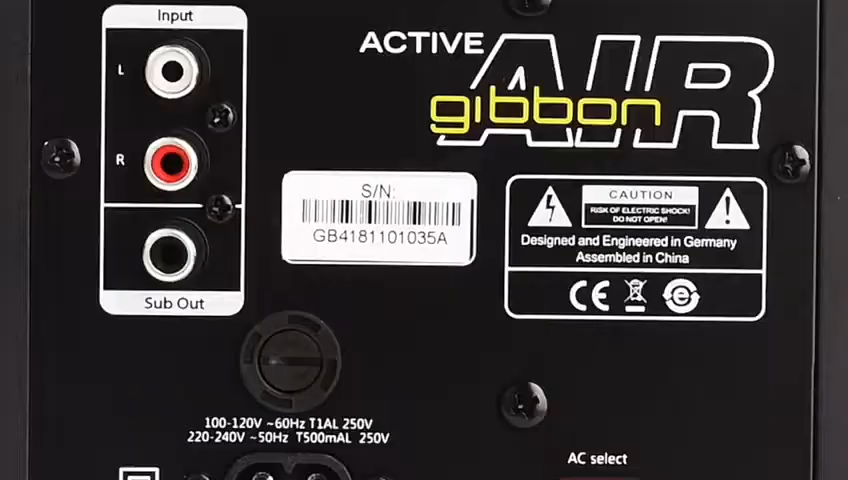 Input
L
R
Sub Out
ACTIVE AIR
gibbon
S/N:
GB4181101035A
CAUTION
RISK OF ELECTRIC SHOCK!
DO NOT OPEN!
Designed and Engineered in Germany
Assembled in China
CE
100-120V ~60Hz T1AL 250V
220-240V ~50Hz T500mAL 250V
AC select